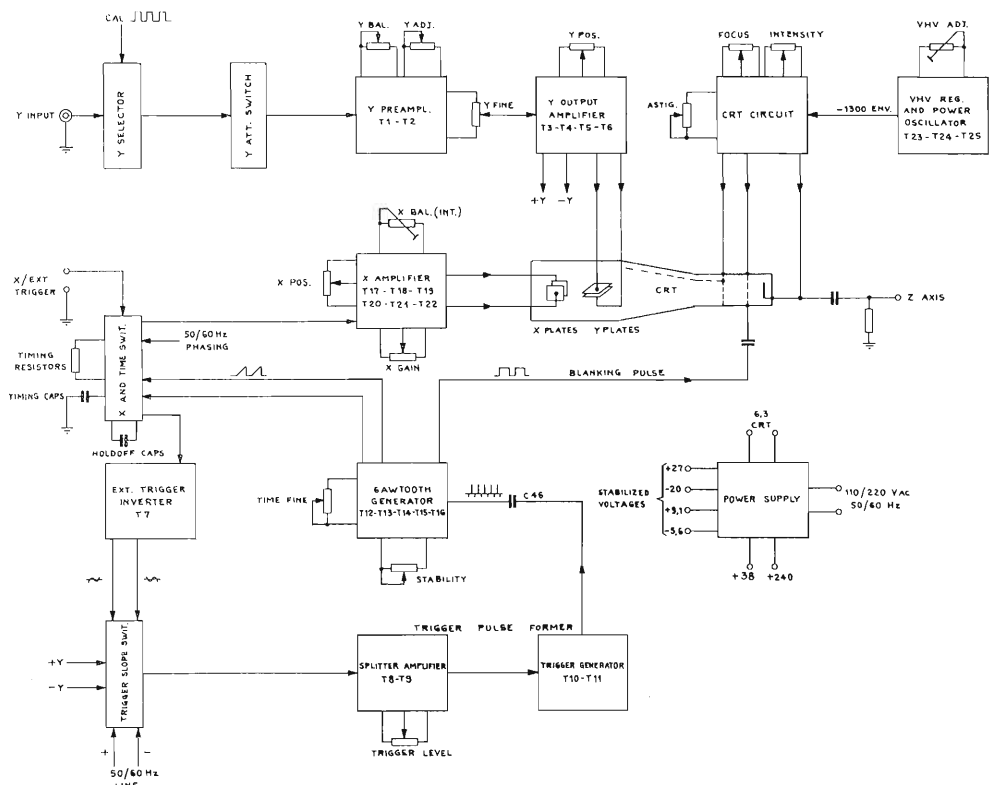 CAL
Y INPUT
Y SELECTOR
Y ATT. SWITCH
Y BAL.
Y ADJ.
Y PREAMPL.
T1 - T2
Y FINE
Y POS.
Y OUTPUT
AMPLIFIER
T3-T4-T5-T6
+Y -Y
FOCUS
INTENSITY
ASTIG.
CRT CIRCUIT
-1300 ENV.
VHV ADJ.
VHV REG.
AND POWER
OSCILLATOR
T23-T24-T25
X BAL.(INT.)
X POS.
X AMPLIFIER
T17 - T18- T19
T20 - T21 - T22
X GAIN
CRT
X PLATES Y PLATES
Z AXIS
X/EXT
TRIGGER
X AND TIME SWIT.
50/60 Hz
PHASING
TIMING
RESISTORS
TIMING CAPS
HOLDOFF CAPS
BLANKING PULSE
EXT. TRIGGER
INVERTER
T7
TIME FINE
SAWTOOTH
GENERATOR
T12-T13-T14-T15-T16
C46
STABILITY
6,3
CRT
STABILIZED
VOLTAGES
+27
-20
+9,1
-5,6
POWER SUPPLY
110/220 VAC
50/60 Hz
+38 +240
TRIGGER PULSE FORMER
TRIGGER SLOPE SWIT.
+Y
-Y
SPLITTER AMPLIFIER
T8-T9
TRIGGER LEVEL
TRIGGER GENERATOR
T10-T11
+ -
50/60 Hz
LINE